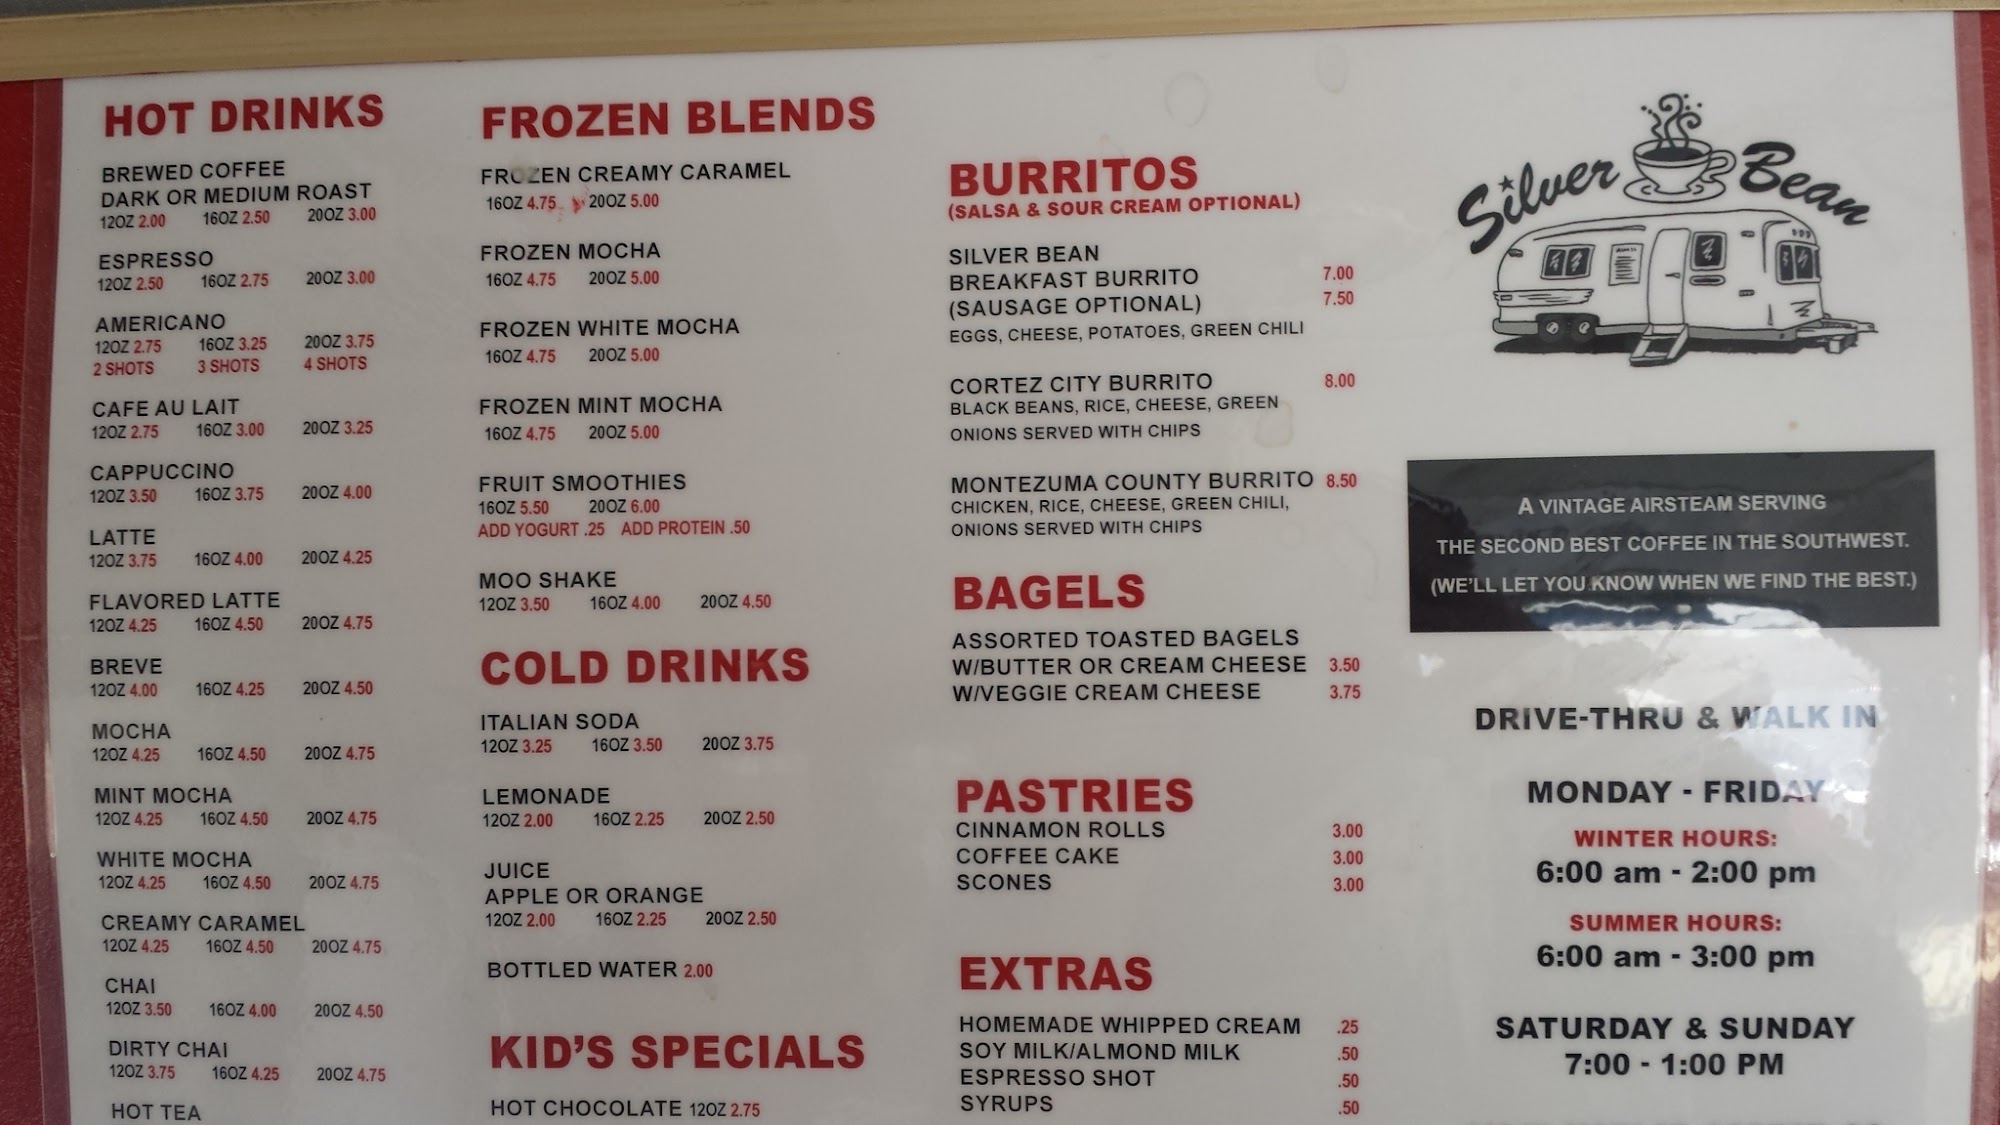 HOT DRINKS
BREWED COFFEE
DARK OR MEDIUM ROAST
12OZ 2.00 16OZ 2.50 20OZ 3.00
ESPRESSO
12OZ 2.50 16OZ 2.75 20OZ 3.00
AMERICANO
12OZ 2.75 16OZ 3.25 20OZ 3.75
2 SHOTS 3 SHOTS 4 SHOTS
CAFE AU LAIT
12OZ 2.75 16OZ 3.00 20OZ 3.25
CAPPUCCINO
12OZ 3.50 16OZ 3.75 20OZ 4.00
LATTE
12OZ 3.75 16OZ 4.00 20OZ 4.25
FLAVORED LATTE
12OZ 4.25 16OZ 4.50 20OZ 4.75
BREVE
12OZ 4.00 16OZ 4.25 20OZ 4.50
MOCHA
12OZ 4.25 16OZ 4.50 20OZ 4.75
MINT MOCHA
12OZ 4.25 16OZ 4.50 20OZ 4.75
WHITE MOCHA
12OZ 4.25 16OZ 4.50 20OZ 4.75
CREAMY CARAMEL
12OZ 4.25 16OZ 4.50 20OZ 4.75
CHAI
12OZ 3.50 16OZ 4.00 20OZ 4.50
DIRTY CHAI
12OZ 3.75 16OZ 4.25 20OZ 4.75
HOT TEA
FROZEN BLENDS
FROZEN CREAMY CARAMEL
16OZ 4.75 20OZ 5.00
FROZEN MOCHA
16OZ 4.75 20OZ 5.00
FROZEN WHITE MOCHA
16OZ 4.75 20OZ 5.00
FROZEN MINT MOCHA
16OZ 4.75 20OZ 5.00
FRUIT SMOOTHIES
16OZ 5.50 20OZ 6.00
ADD YOGURT .25 ADD PROTEIN .50
MOO SHAKE
12OZ 3.50 16OZ 4.00 20OZ 4.50
COLD DRINKS
ITALIAN SODA
12OZ 3.25 16OZ 3.50 20OZ 3.75
LEMONADE
12OZ 2.00 16OZ 2.25 20OZ 2.50
JUICE
APPLE OR ORANGE
12OZ 2.00 16OZ 2.25 20OZ 2.50
BOTTLED WATER 2.00
KID'S SPECIALS
HOT CHOCOLATE 12OZ 2.75
BURRITOS
(SALSA & SOUR CREAM OPTIONAL)
SILVER BEAN
BREAKFAST BURRITO 7.00
(SAUSAGE OPTIONAL) 7.50
EGGS, CHEESE, POTATOES, GREEN CHILI
CORTEZ CITY BURRITO 8.00
BLACK BEANS, RICE, CHEESE, GREEN
ONIONS SERVED WITH CHIPS
MONTEZUMA COUNTY BURRITO 8.50
CHICKEN, RICE, CHEESE, GREEN CHILI,
ONIONS SERVED WITH CHIPS
BAGELS
ASSORTED TOASTED BAGELS
W/BUTTER OR CREAM CHEESE 3.50
W/VEGGIE CREAM CHEESE 3.75
PASTRIES
CINNAMON ROLLS 3.00
COFFEE CAKE 3.00
SCONES 3.00
EXTRAS
HOMEMADE WHIPPED CREAM .25
SOY MILK/ALMOND MILK .50
ESPRESSO SHOT .50
SYRUPS .50
Silver Bean
A VINTAGE AIRSTEAM SERVING
THE SECOND BEST COFFEE IN THE SOUTHWEST.
(WE'LL LET YOU KNOW WHEN WE FIND THE BEST.)
DRIVE-THRU & WALK IN
MONDAY - FRIDAY
WINTER HOURS:
6:00 am - 2:00 pm
SUMMER HOURS:
6:00 am - 3:00 pm
SATURDAY & SUNDAY
7:00 - 1:00 PM